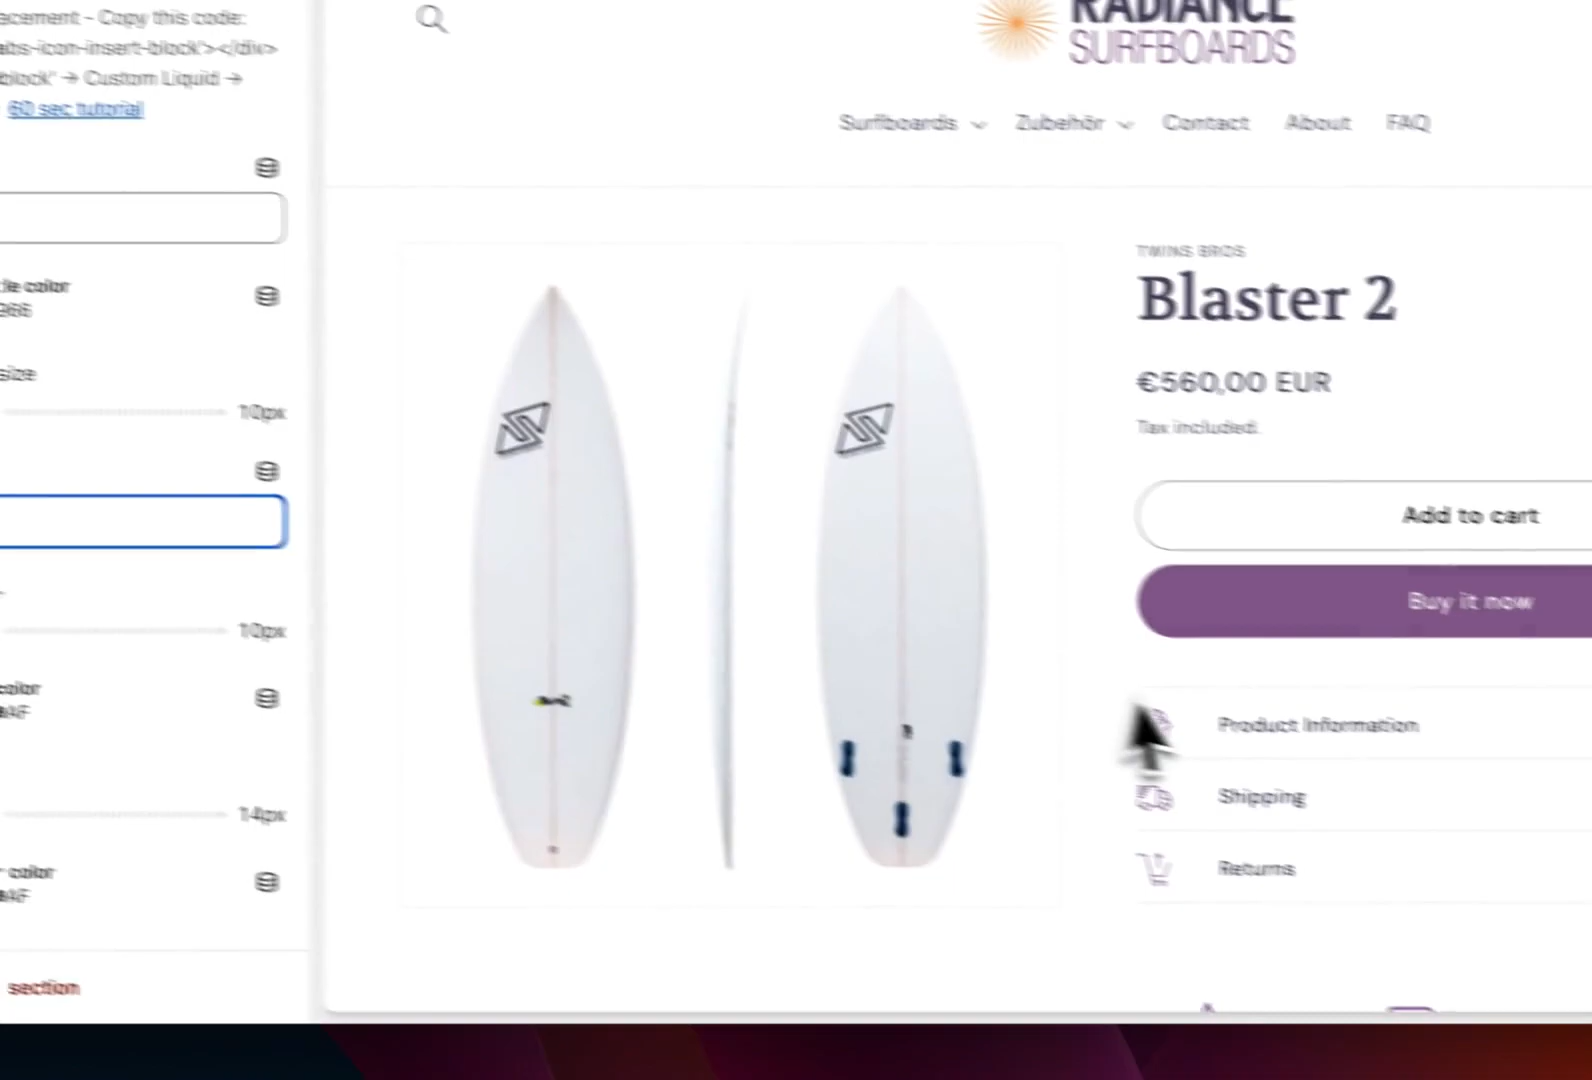 acement - Copy this code:
abs-icon-insert-block'></div>
block" → Custom Liquid →
60 sec tutorial
le color
966
size
10px
10px
color
14px
color
section
RADIANCE
SURFBOARDS
Surfboards
Zubehör
Contact
About
FAQ
TWINS BROS
Blaster 2
€560,00 EUR
Tax included.
Add to cart
Buy it now
Product Information
Shipping
Returns